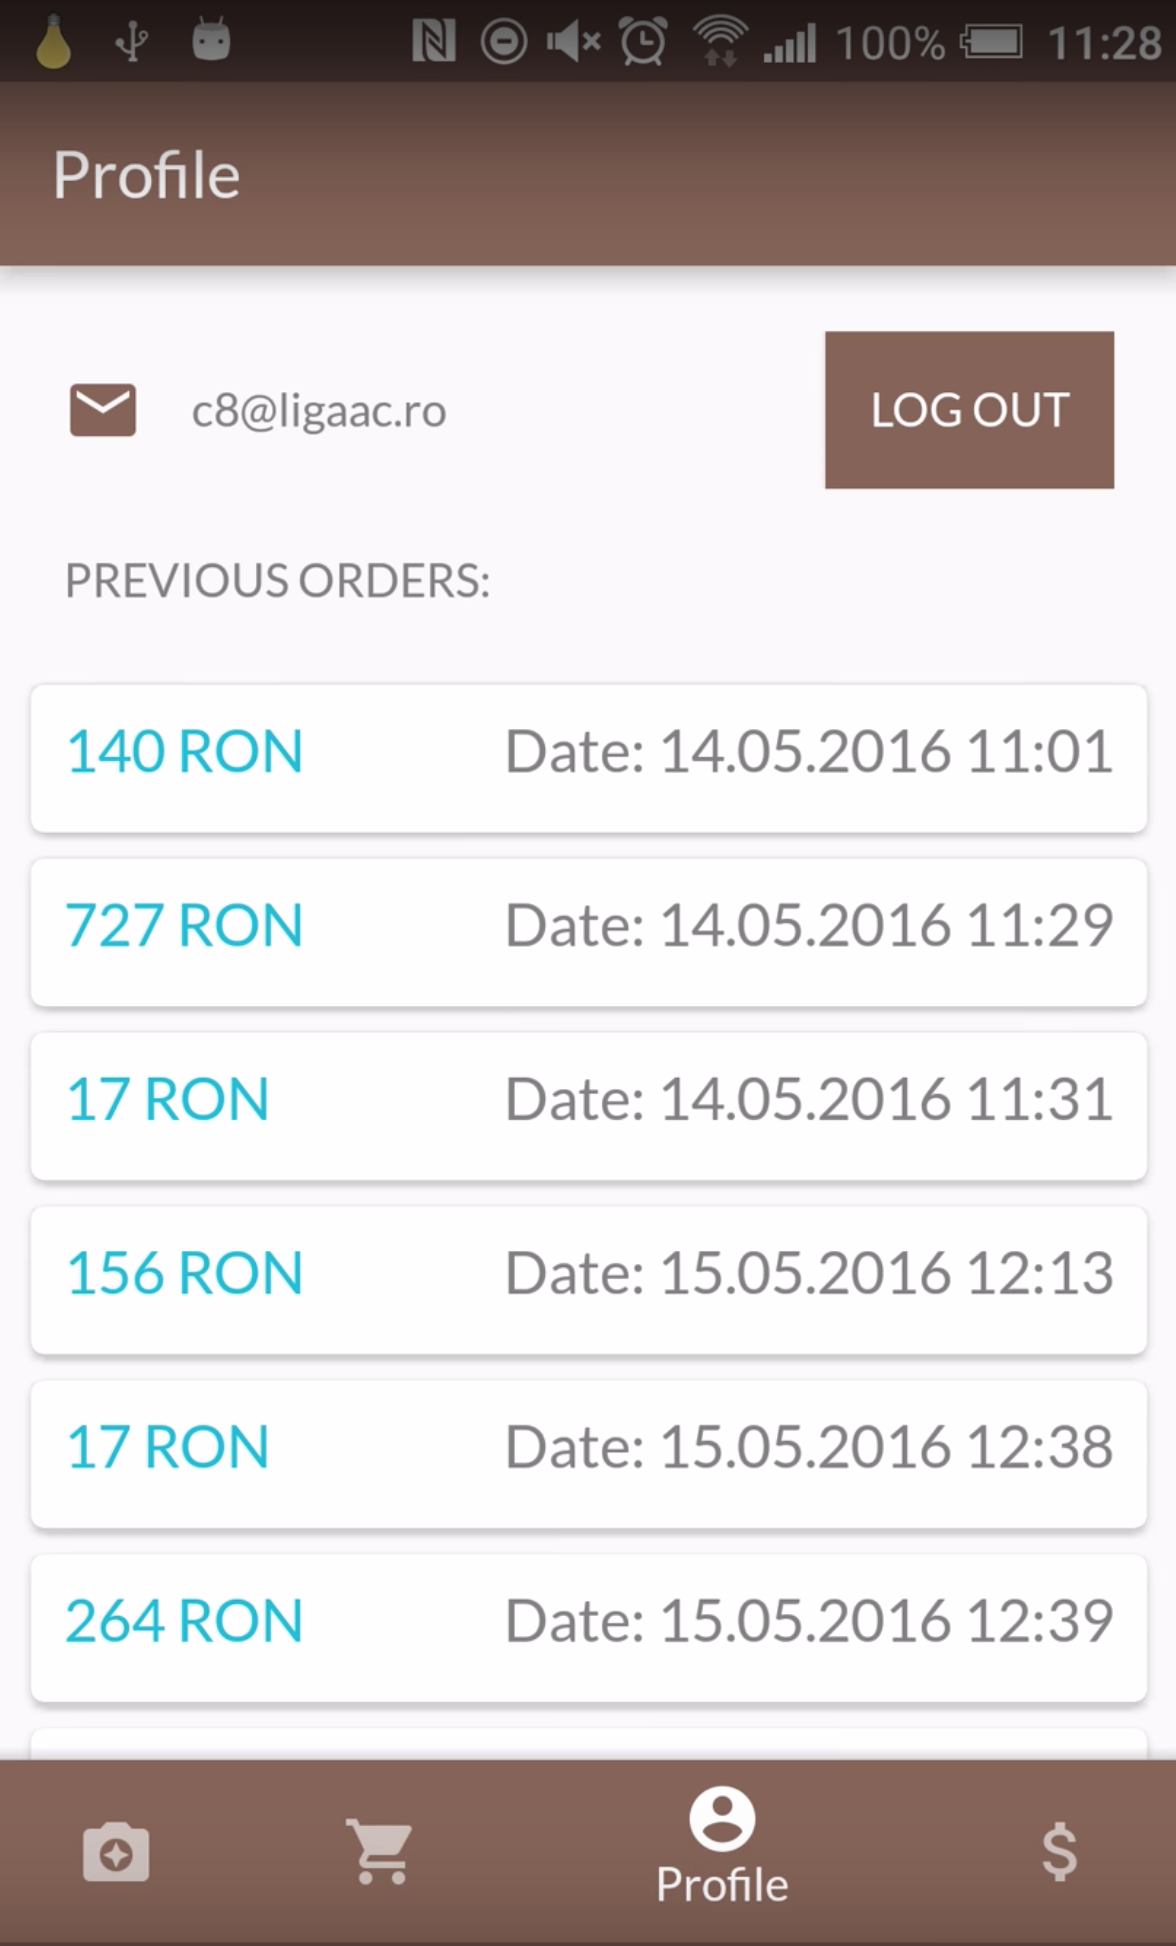 100% 11:28
Profile
c8@ligaac.ro
LOG OUT
PREVIOUS ORDERS:
140 RON Date: 14.05.2016 11:01
727 RON Date: 14.05.2016 11:29
17 RON Date: 14.05.2016 11:31
156 RON Date: 15.05.2016 12:13
17 RON Date: 15.05.2016 12:38
264 RON Date: 15.05.2016 12:39
Profile